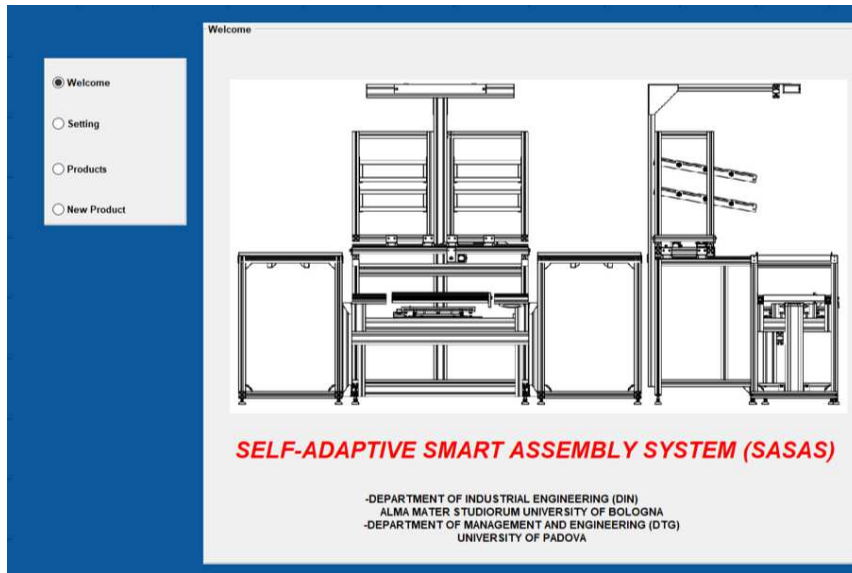 Welcome
Welcome
Setting
Products
New Product
SELF-ADAPTIVE SMART ASSEMBLY SYSTEM (SASAS)
-DEPARTMENT OF INDUSTRIAL ENGINEERING (DIN)
ALMA MATER STUDIORUM UNIVERSITY OF BOLOGNA
-DEPARTMENT OF MANAGEMENT AND ENGINEERING (DTG)
UNIVERSITY OF PADOVA